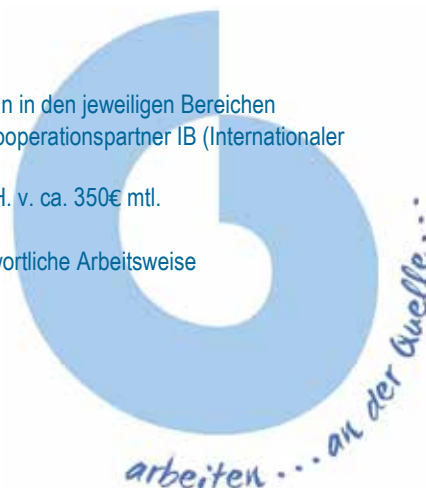 n in den jeweiligen Bereichen
ooperationspartner IB (Internationaler
H. v. ca. 350€ mtl.
wortliche Arbeitsweise
arbeiten ... an der Quelle ...